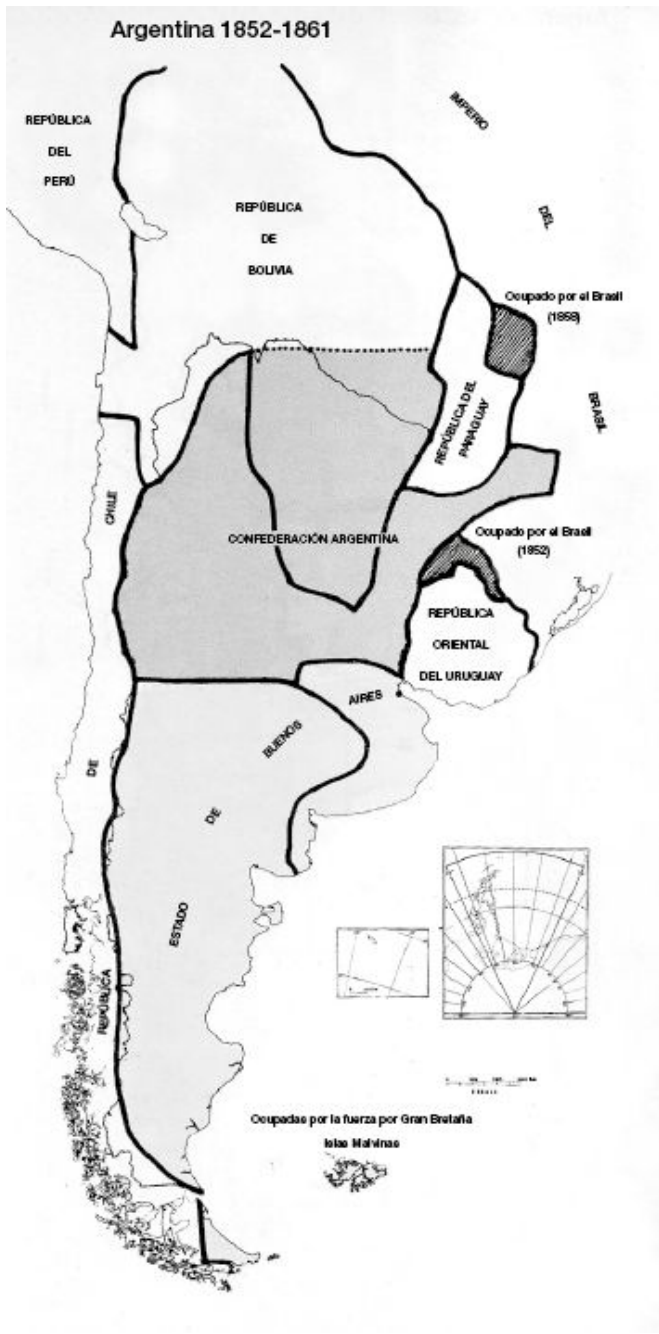 Argentina 1852-1861
REPÚBLICA
DEL
PERÚ
IMPERIO
DEL
BRASIL
REPÚBLICA
DE
BOLIVIA
Ocupado por el Brasil
(1858)
REPÚBLICA DEL
PARAGUAY
CHILE
DE
REPÚBLICA
CONFEDERACIÓN ARGENTINA
Ocupado por el Brasil
(1852)
REPÚBLICA
ORIENTAL
DEL URUGUAY
AIRES
BUENOS
DE
ESTADO
Ocupadas por la fuerza por Gran Bretaña
Islas Malvinas